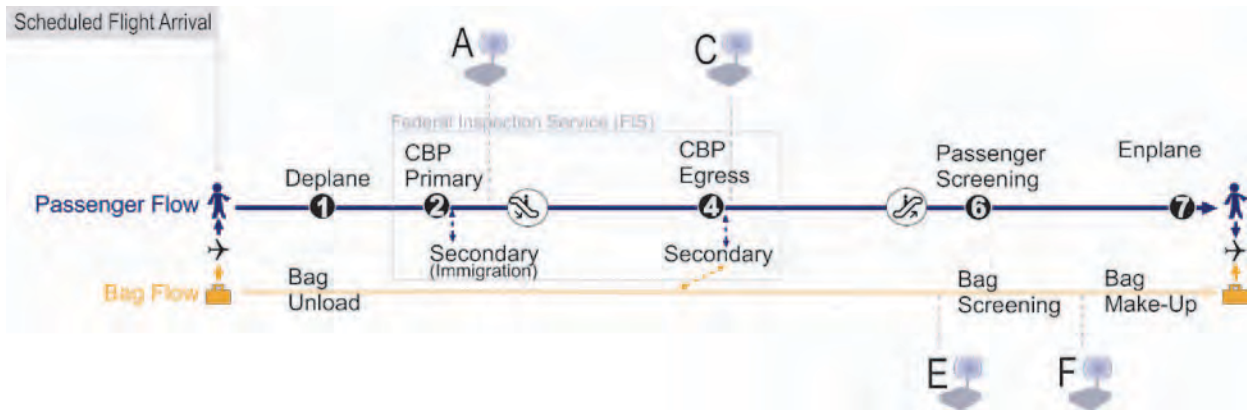 Scheduled Flight Arrival
A
C
Federal Inspection Service (FIS)
CBP
Primary
CBP
Egress
Passenger
Screening
Enplane
Deplane
Passenger Flow
1
2
4
6
7
Secondary
(Immigration)
Secondary
Bag Flow
Bag
Unload
Bag
Screening
Bag
Make-Up
E
F